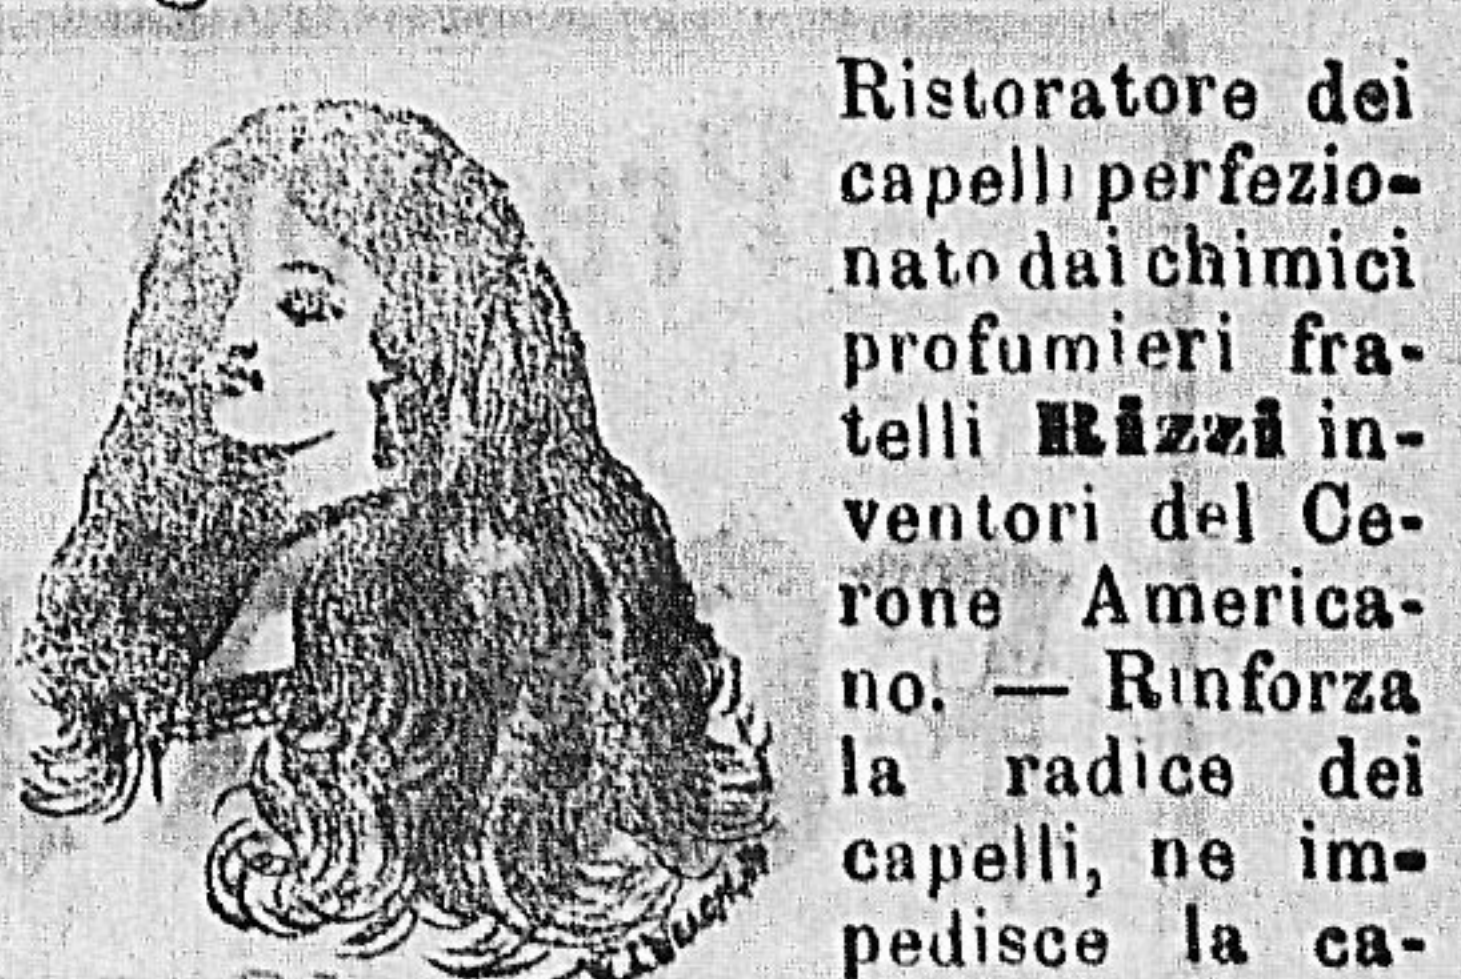 Ristoratore dei
capelli perfezio-
nato dai chimici
profumieri fra-
telli Rizzi in-
ventori del Ce-
rone America-
no. — Rinforza
la radice dei
capelli, ne im-
pedisce la ca-